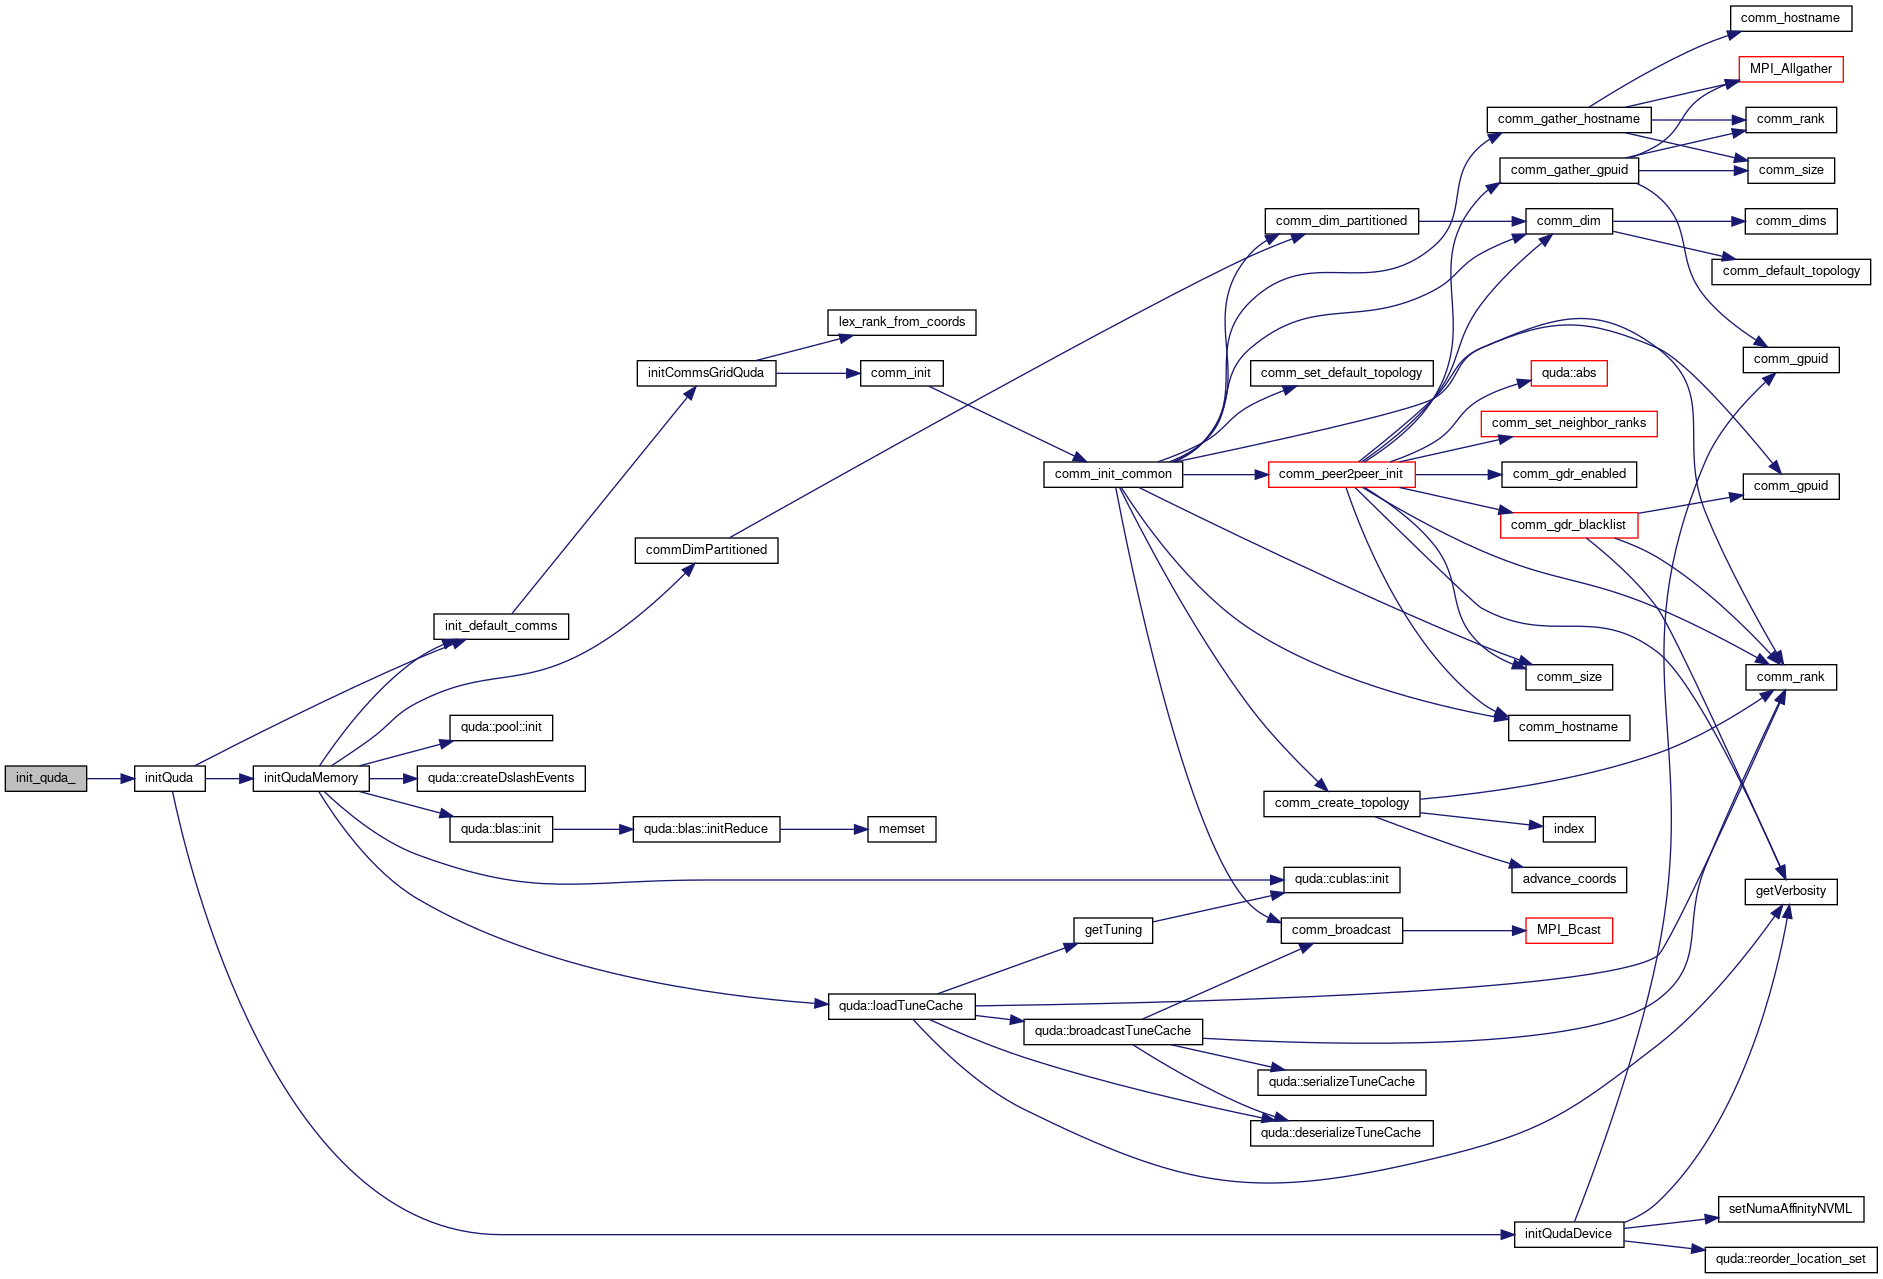 comm_hostname
MPI_Allgather
comm_gather_hostname
comm_rank
comm_gather_gpuid
comm_size
comm_dim_partitioned
comm_dim
comm_dims
comm_default_topology
lex_rank_from_coords
initCommsGridQuda
comm_init
comm_set_default_topology
quda::abs
comm_gpuid
comm_set_neighbor_ranks
comm_init_common
comm_peer2peer_init
comm_gdr_enabled
comm_gpuid
comm_gdr_blacklist
commDimPartitioned
init_default_comms
comm_size
comm_rank
quda::pool::init
comm_hostname
init_quda_
initQuda
initQudaMemory
quda::createDslashEvents
comm_create_topology
quda::blas::init
quda::blas::initReduce
memset
index
quda::cublas::init
advance_coords
getVerbosity
getTuning
comm_broadcast
MPI_Bcast
quda::loadTuneCache
quda::broadcastTuneCache
quda::serializeTuneCache
quda::deserializeTuneCache
setNumaAffinityNVML
initQudaDevice
quda::reorder_location_set